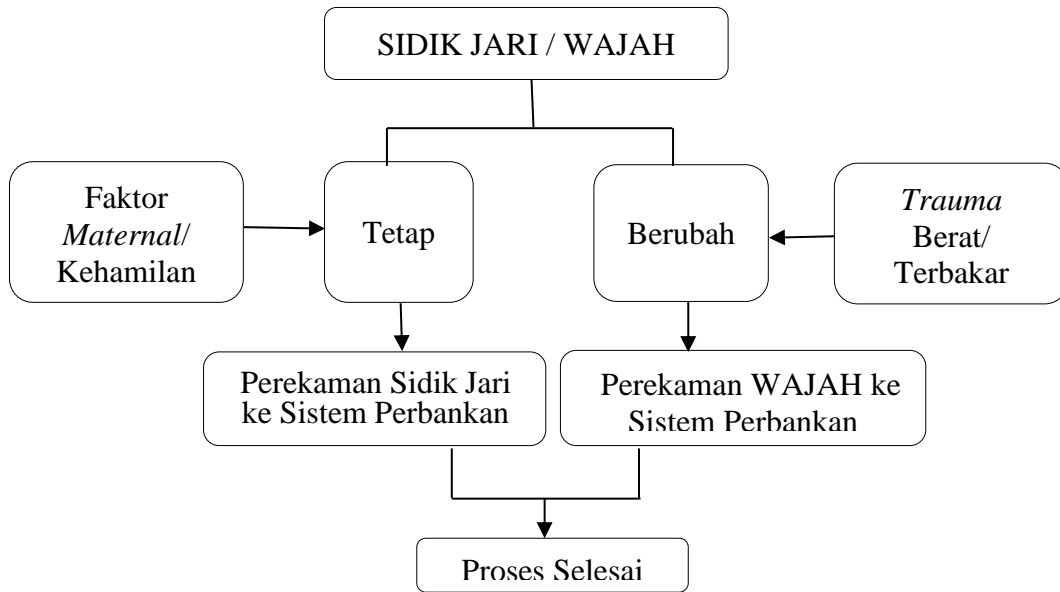 SIDIK JARI / WAJAH
Faktor
Maternal/
Kehamilan
Tetap
Berubah
Trauma
Berat/
Terbakar
Perekaman Sidik Jari
ke Sistem Perbankan
Perekaman WAJAH ke
Sistem Perbankan
Proses Selesai